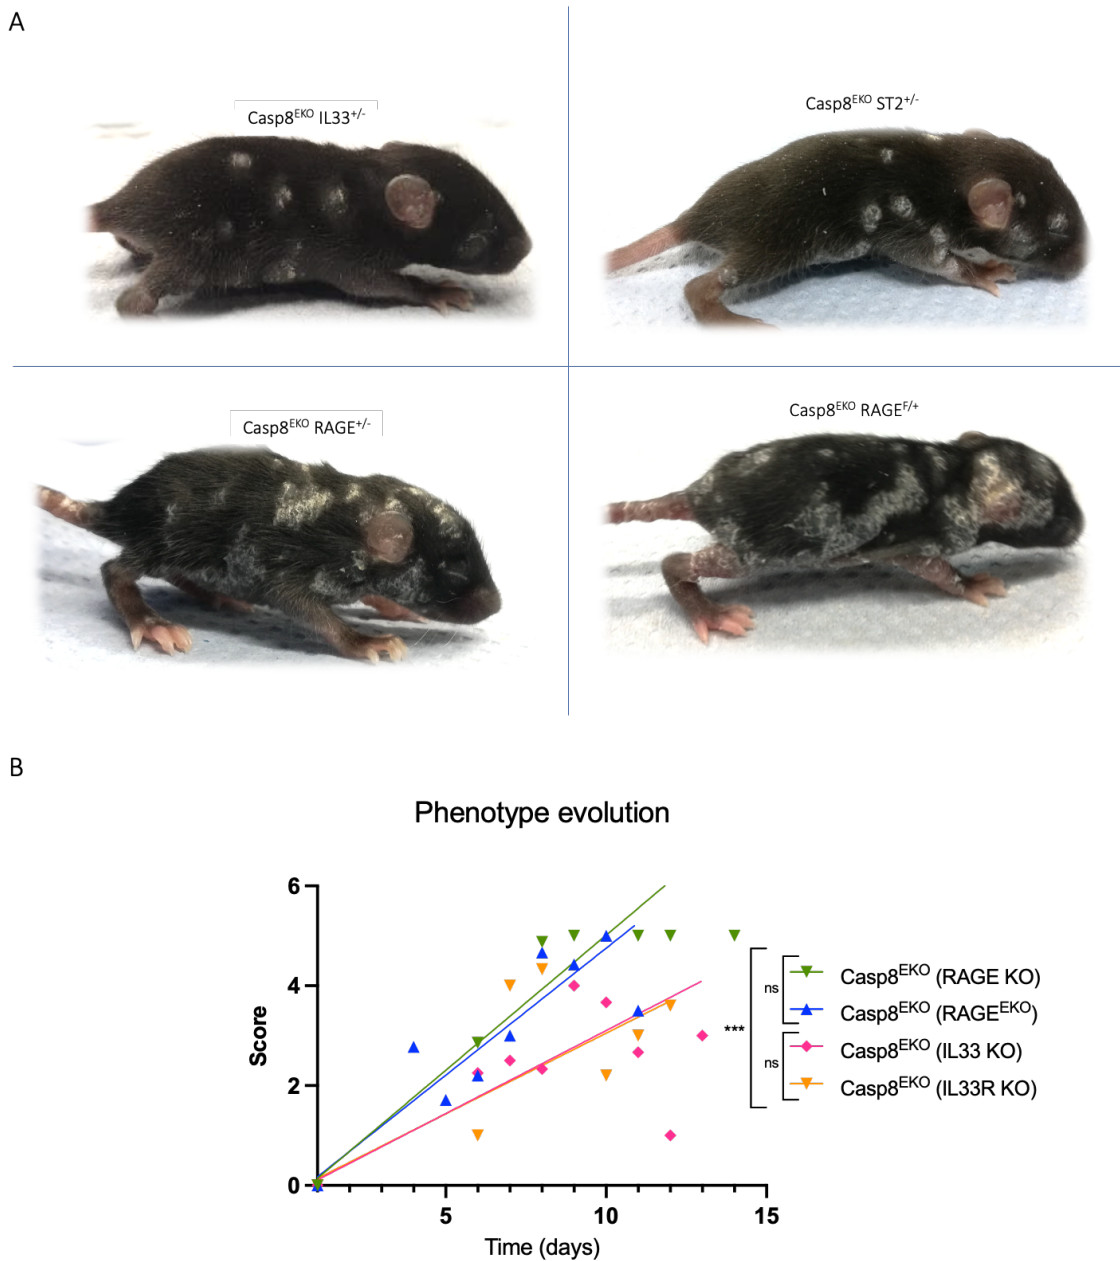 A
Casp8EKO IL33+/-
Casp8EKO ST2+/-
Casp8EKO RAGE+/-
Casp8EKO RAGEF/+
B
Phenotype evolution
Score
6
4
2
0
5
10
15
Time (days)
***
ns
ns
Casp8EKO (RAGE KO)
Casp8EKO (RAGEEKO)
Casp8EKO (IL33 KO)
Casp8EKO (IL33R KO)